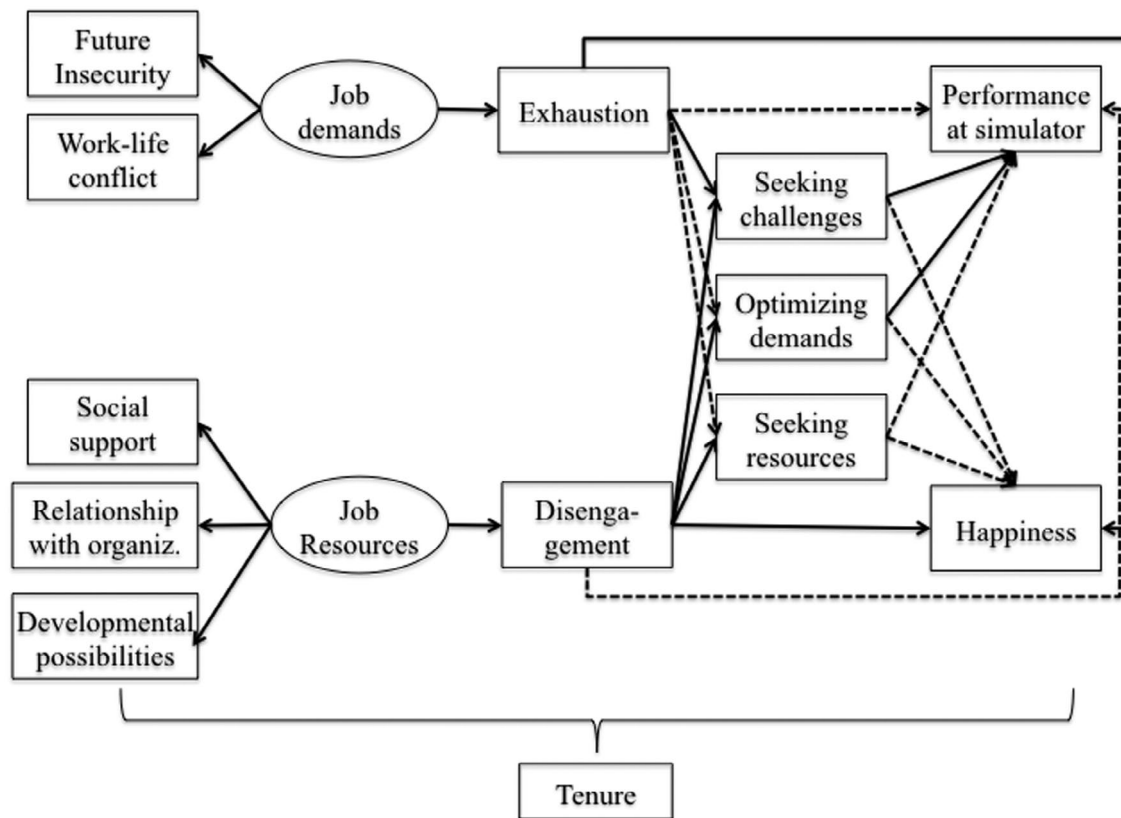 Future
Insecurity
Work-life
conflict
Job
demands
Exhaustion
Performance
at simulator
Seeking
challenges
Optimizing
demands
Seeking
resources
Social
support
Relationship
with organiz.
Developmental
possibilities
Job
Resources
Disenga-
gement
Happiness
Tenure